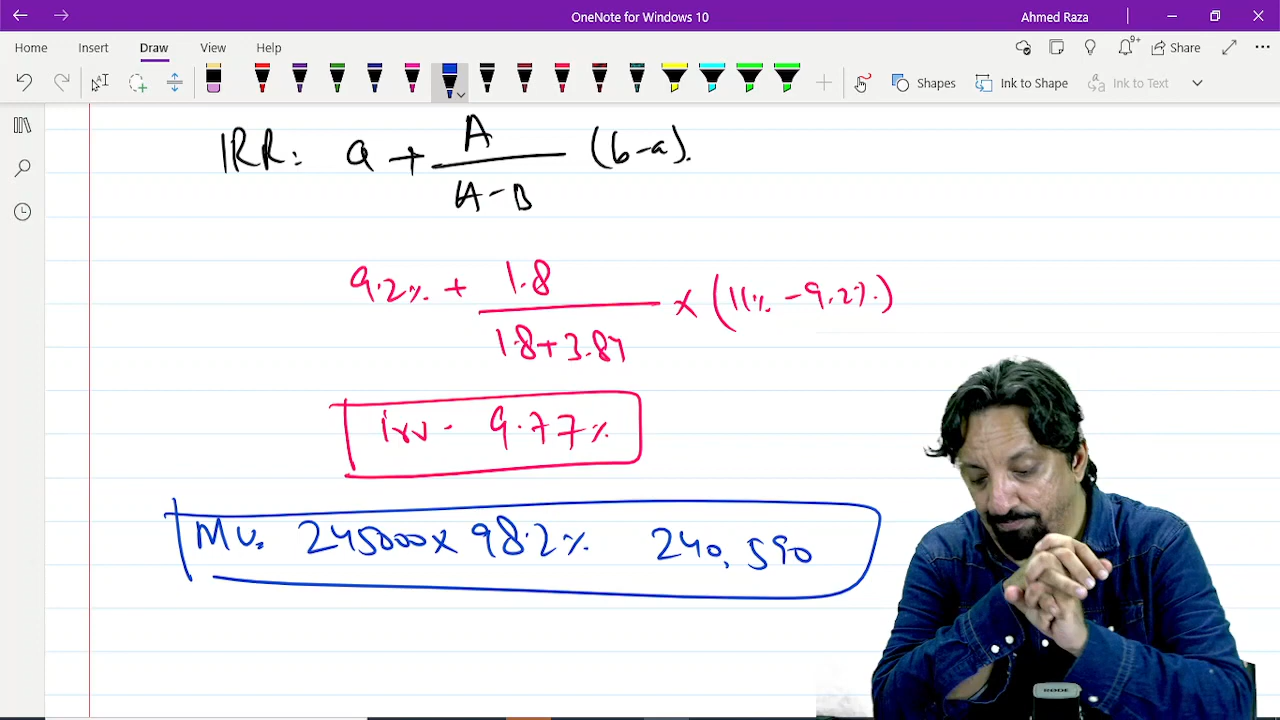 OneNote for Windows 10
Ahmed Raza
Home Insert Draw View Help
9+
Share
Shapes
Ink to Shape
Ink to Text
IRR: a + A / A-B (b-a).
9.2% + 1.8 / 1.8+3.87 × (11% - 9.2%)
irr - 9.77%
MV. 245000 × 98.2% 240,590
RODE